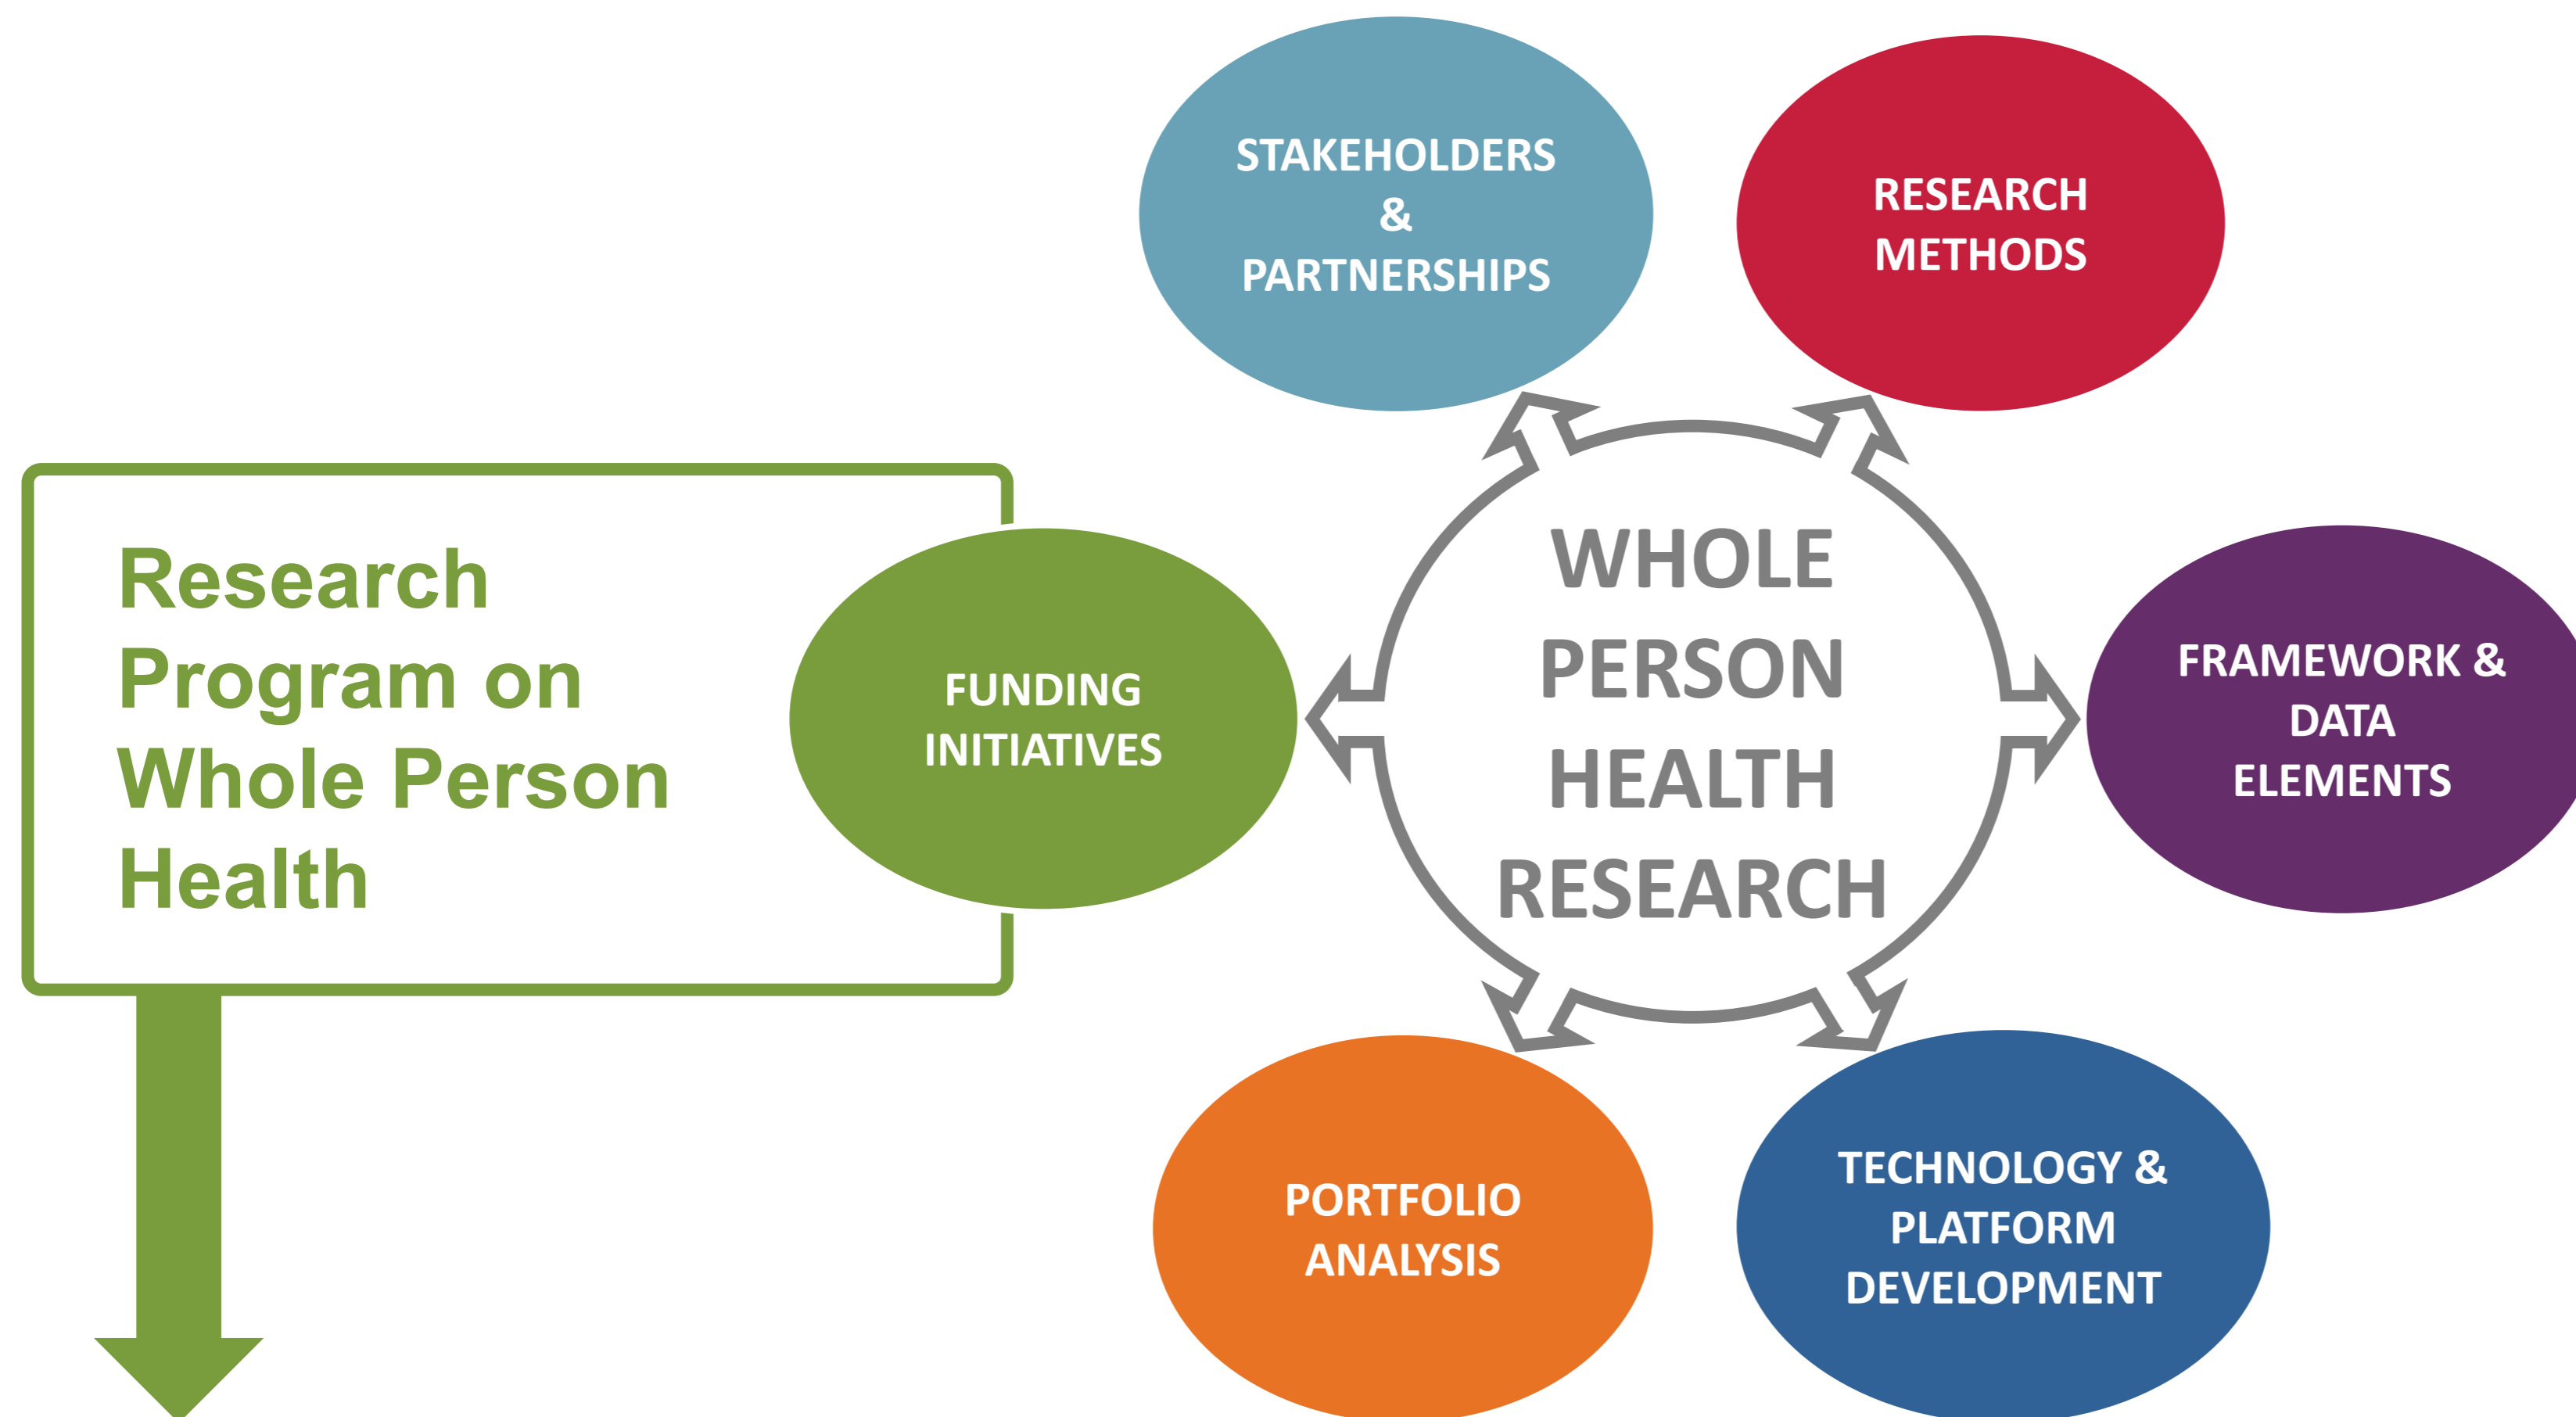 STAKEHOLDERS
&
PARTNERSHIPS
RESEARCH
METHODS
Research
Program on
Whole Person
Health
FUNDING
INITIATIVES
WHOLE
PERSON
HEALTH
RESEARCH
FRAMEWORK &
DATA
ELEMENTS
PORTFOLIO
ANALYSIS
TECHNOLOGY &
PLATFORM
DEVELOPMENT